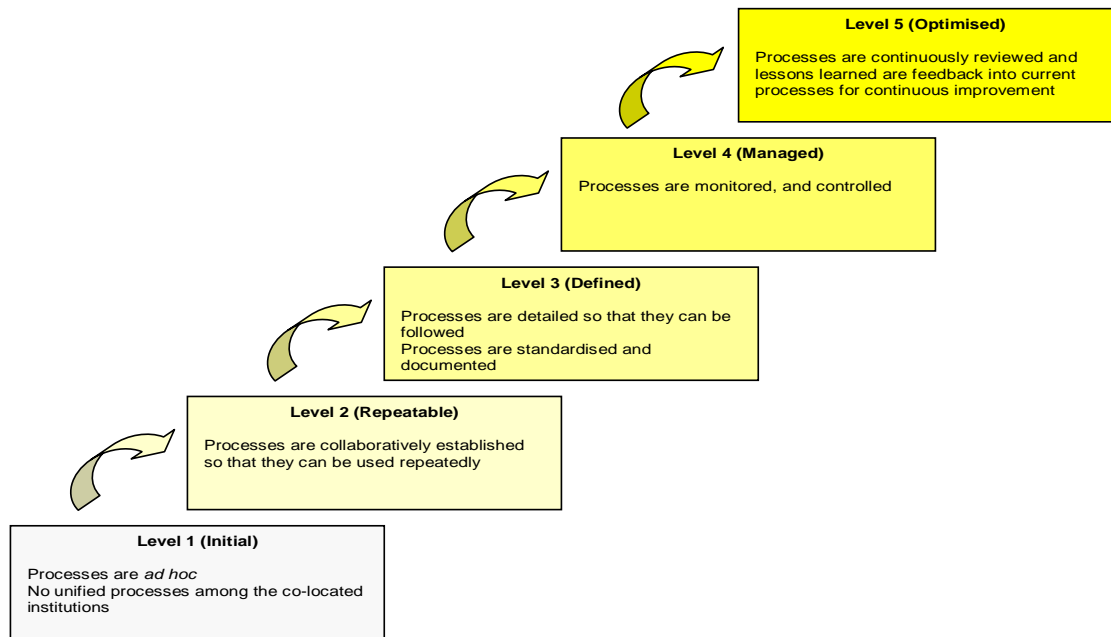 Level 5 (Optimised)
Processes are continuously reviewed and
lessons learned are feedback into current
processes for continuous improvement
Level 4 (Managed)
Processes are monitored, and controlled
Level 3 (Defined)
Processes are detailed so that they can be
followed
Processes are standardised and
documented
Level 2 (Repeatable)
Processes are collaboratively established
so that they can be used repeatedly
Level 1 (Initial)
Processes are ad hoc
No unified processes among the co-located
institutions